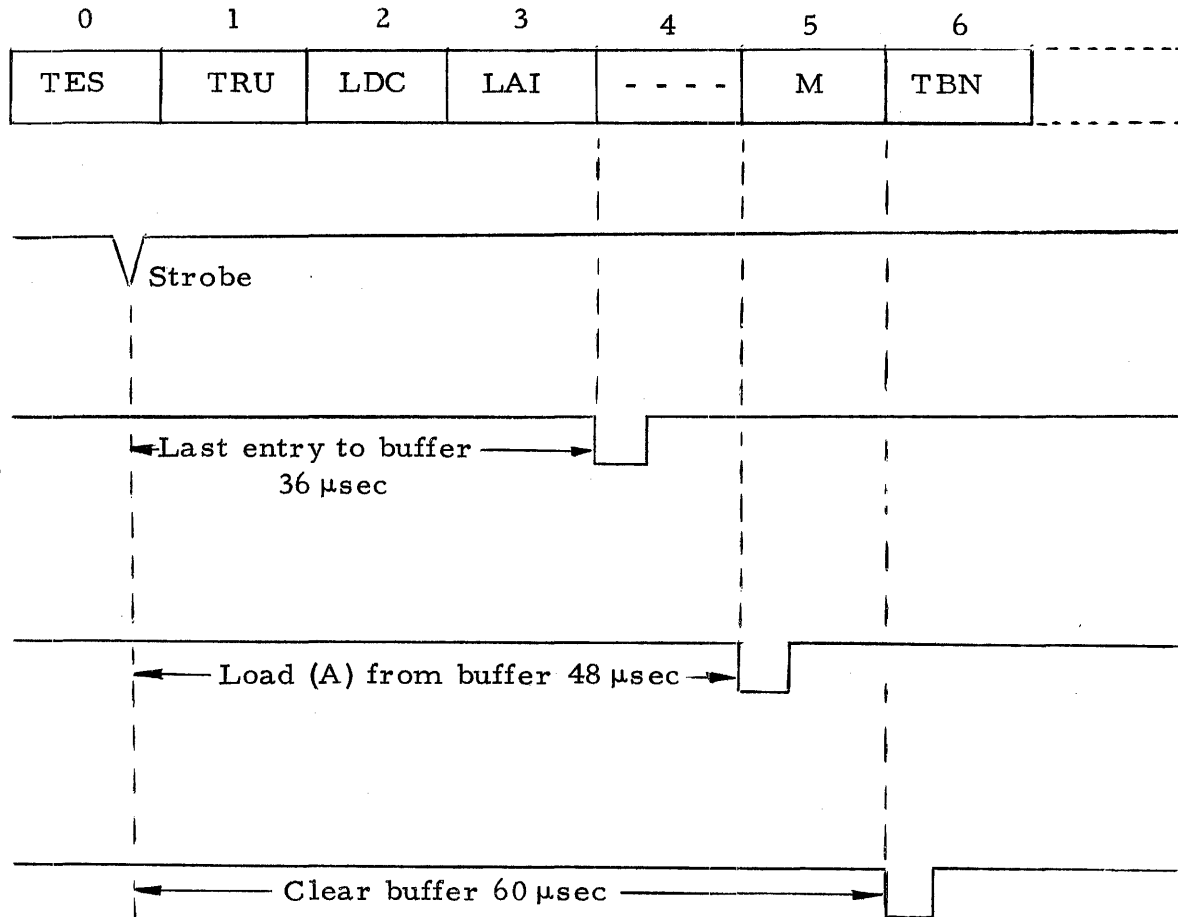 0 1 2 3 4 5 6
TES TRU LDC LAI - - - - M TBN
Strobe
Last entry to buffer
36 μsec
Load (A) from buffer 48 μsec
Clear buffer 60 μsec